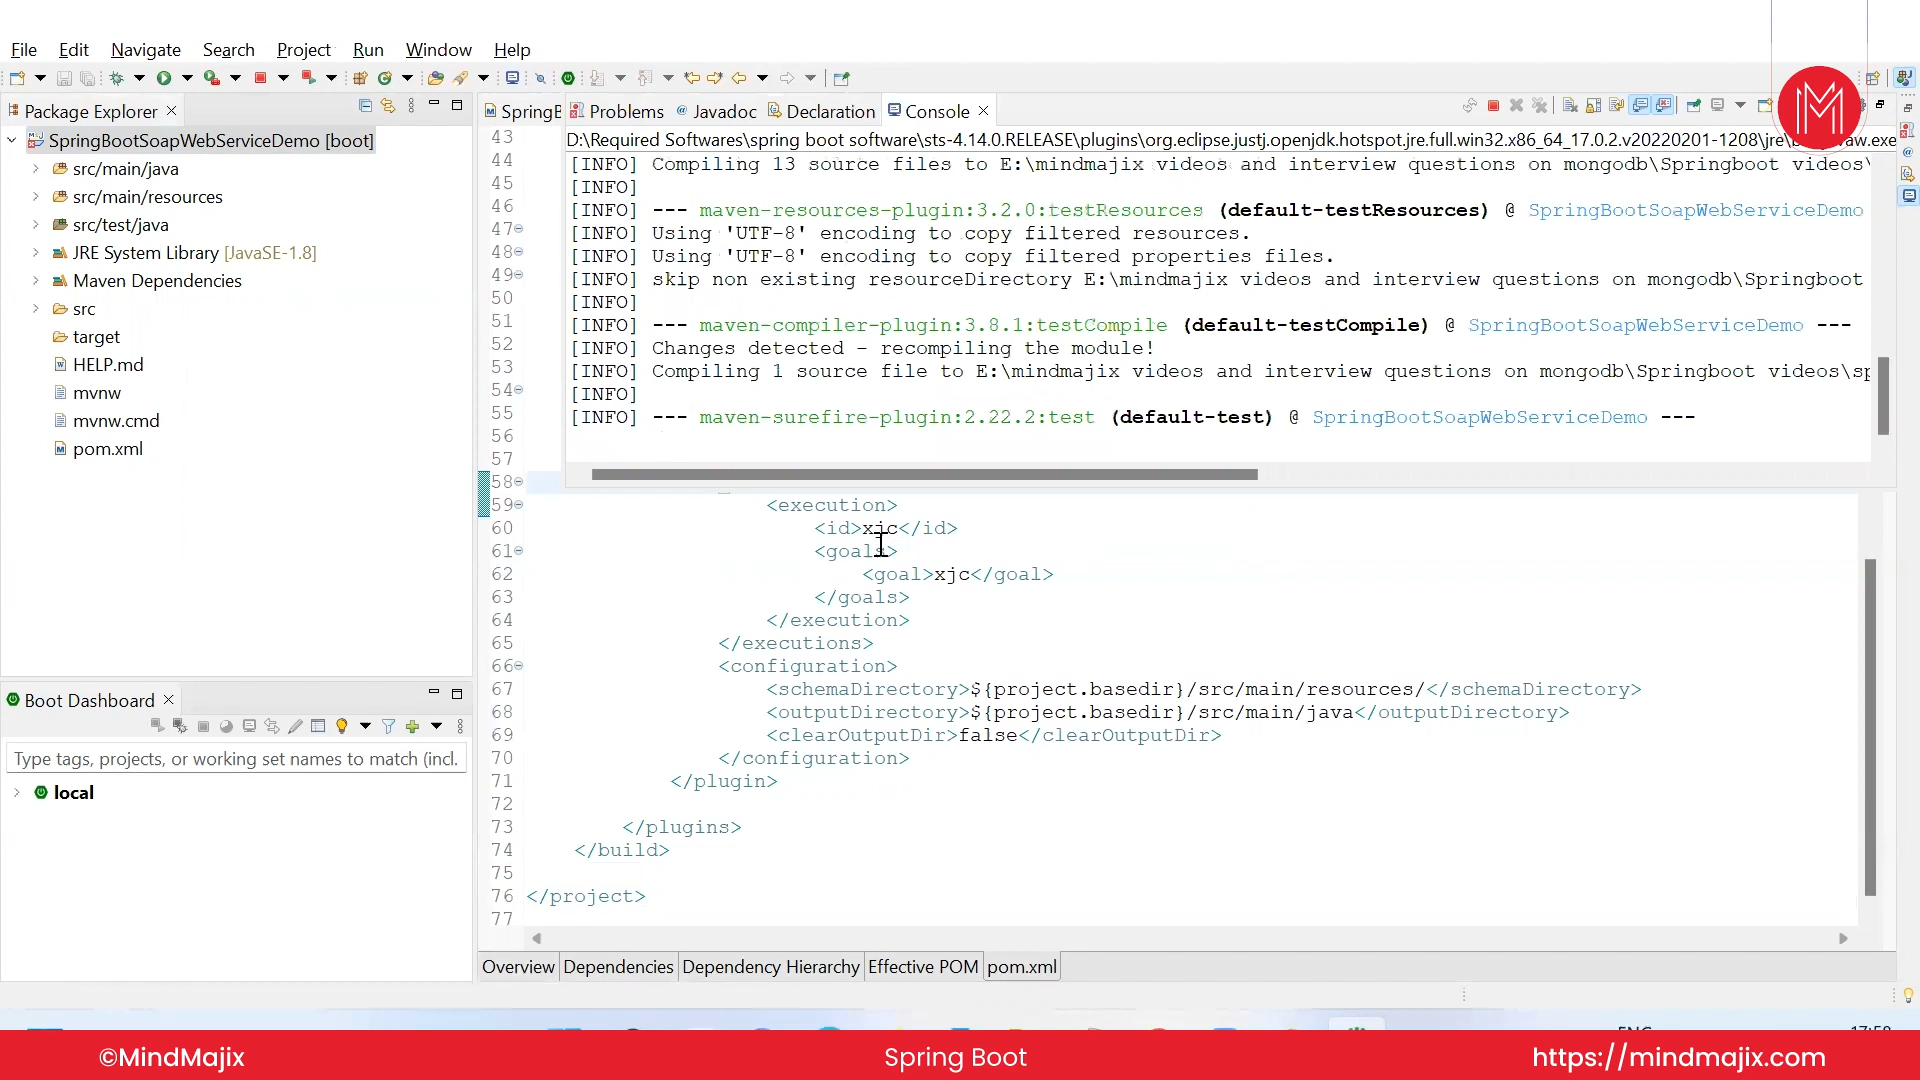 File Edit Navigate Search Project Run Window Help
Package Explorer
SpringBootSoapWebServiceDemo [boot]
src/main/java
src/main/resources
src/test/java
JRE System Library [JavaSE-1.8]
Maven Dependencies
src
target
HELP.md
mvnw
mvnw.cmd
pom.xml
Boot Dashboard
Type tags, projects, or working set names to match (incl.
local
SpringB Problems Javadoc Declaration Console
D:\Required Softwares\spring boot software\sts-4.14.0.RELEASE\plugins\org.eclipse.justj.openjdk.hotspot.jre.full.win32.x86_64_17.0.2.v20220201-1208\jre\
43
44 [INFO] Compiling 13 source files to E:\mindmajix videos and interview questions on mongodb\Springboot videos\
45 [INFO]
46 [INFO] --- maven-resources-plugin:3.2.0:testResources (default-testResources) @ SpringBootSoapWebServiceDemo
47 [INFO] Using 'UTF-8' encoding to copy filtered resources.
48 [INFO] Using 'UTF-8' encoding to copy filtered properties files.
49 [INFO] skip non existing resourceDirectory E:\mindmajix videos and interview questions on mongodb\Springboot
50 [INFO]
51 [INFO] --- maven-compiler-plugin:3.8.1:testCompile (default-testCompile) @ SpringBootSoapWebServiceDemo ---
52 [INFO] Changes detected - recompiling the module!
53 [INFO] Compiling 1 source file to E:\mindmajix videos and interview questions on mongodb\Springboot videos\sp
54 [INFO]
55 [INFO] --- maven-surefire-plugin:2.22.2:test (default-test) @ SpringBootSoapWebServiceDemo ---
56
57
58
59 <execution>
60 <id>xjc</id>
61 <goals>
62 <goal>xjc</goal>
63 </goals>
64 </execution>
65 </executions>
66 <configuration>
67 <schemaDirectory>${project.basedir}/src/main/resources/</schemaDirectory>
68 <outputDirectory>${project.basedir}/src/main/java</outputDirectory>
69 <clearOutputDir>false</clearOutputDir>
70 </configuration>
71 </plugin>
72
73 </plugins>
74 </build>
75
76 </project>
77
Overview Dependencies Dependency Hierarchy Effective POM pom.xml
©MindMajix Spring Boot https://mindmajix.com